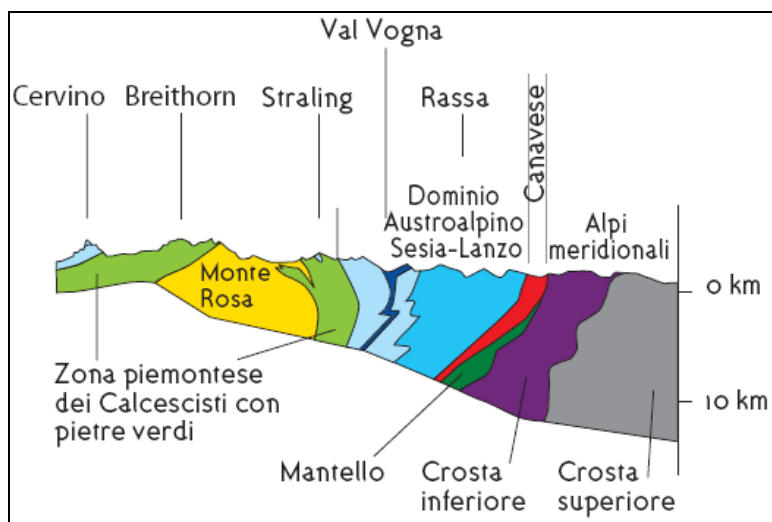 Val Vogna
Cervino
Breithorn
Straling
Rassa
Canavese
Dominio
Austroalpino
Sesia-Lanzo
Alpi
meridionali
Monte
Rosa
0 km
10 km
Zona piemontese
dei Calcescisti con
pietre verdi
Mantello
Crosta
inferiore
Crosta
superiore